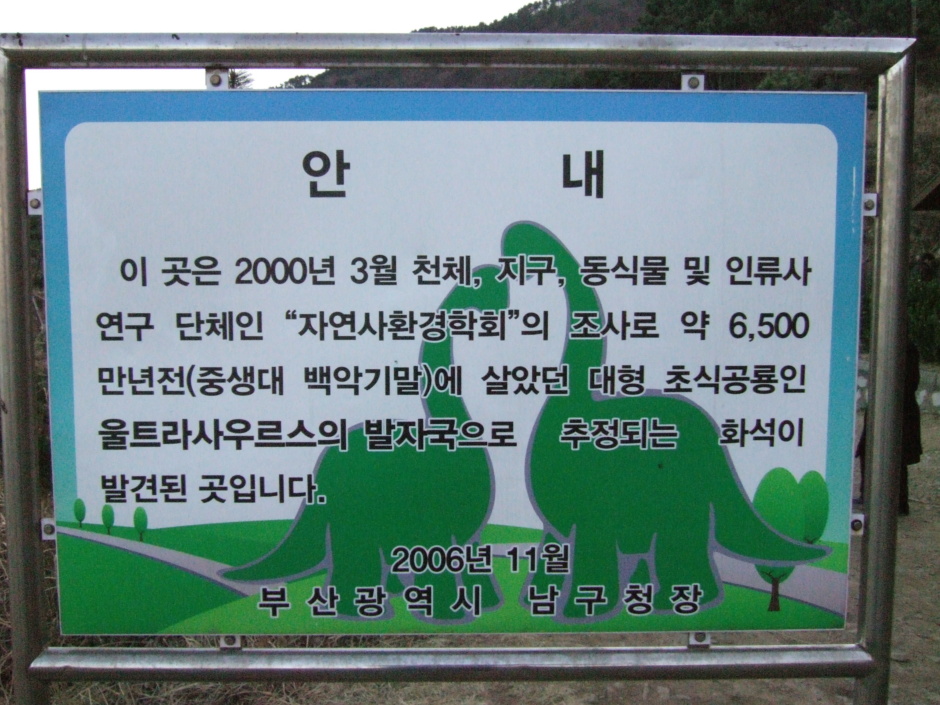 안 내
이 곳은 2000년 3월 천체, 지구, 동식물 및 인류사
연구 단체인 “자연사환경학회”의 조사로 약 6,500
만년전(중생대 백악기말)에 살았던 대형 초식공룡인
울트라사우르스의 발자국으로 추정되는 화석이
발견된 곳입니다.
2006년 11월
부산광역시 남구청장